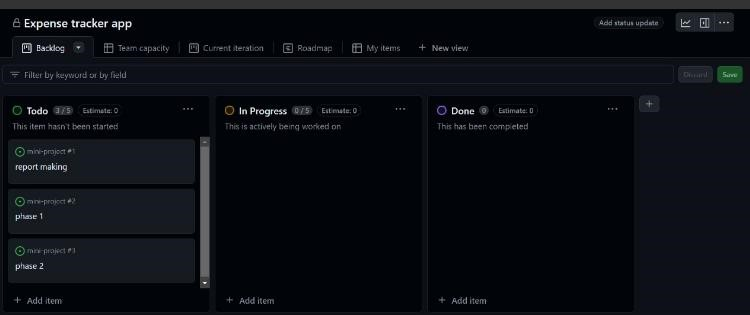 Expense tracker app
Add status update
Backlog
Team capacity
Current iteration
Roadmap
My items
+ New view
Filter by keyword or by field
Discard
Save
Todo 3 / 5 Estimate: 0
This item hasn't been started
mini-project #1
report making
mini-project #2
phase 1
mini-project #3
phase 2
+ Add item
In Progress 0 / 5 Estimate: 0
This is actively being worked on
+ Add item
Done 0 Estimate: 0
This has been completed
+ Add item